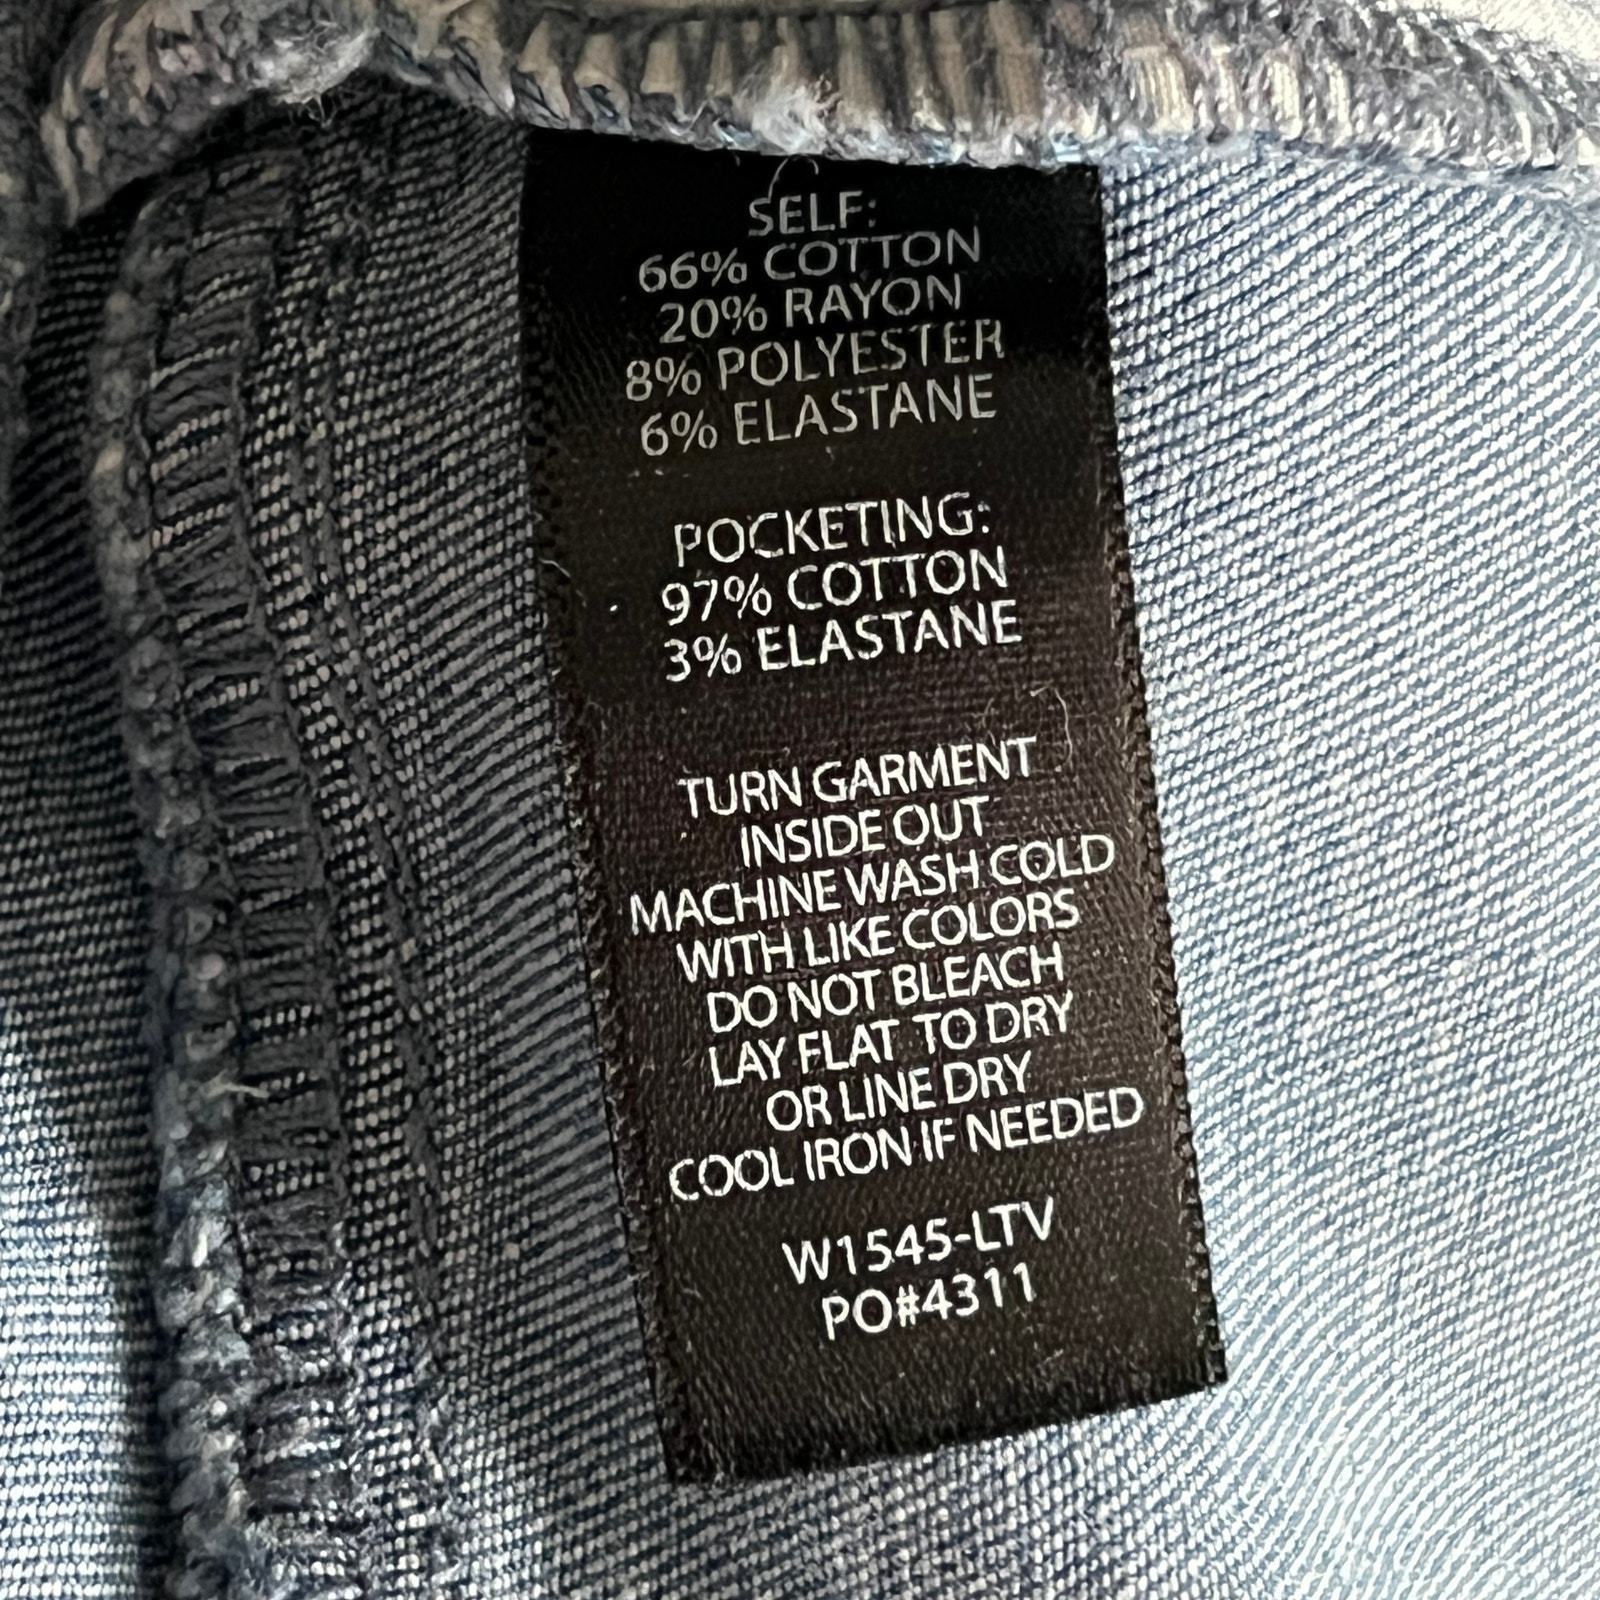 SELF:
66% COTTON
20% RAYON
8% POLYESTER
6% ELASTANE
POCKETING:
97% COTTON
3% ELASTANE
TURN GARMENT
INSIDE OUT
MACHINE WASH COLD
WITH LIKE COLORS
DO NOT BLEACH
LAY FLAT TO DRY
OR LINE DRY
COOL IRON IF NEEDED
W1545-LTV
PO#4311